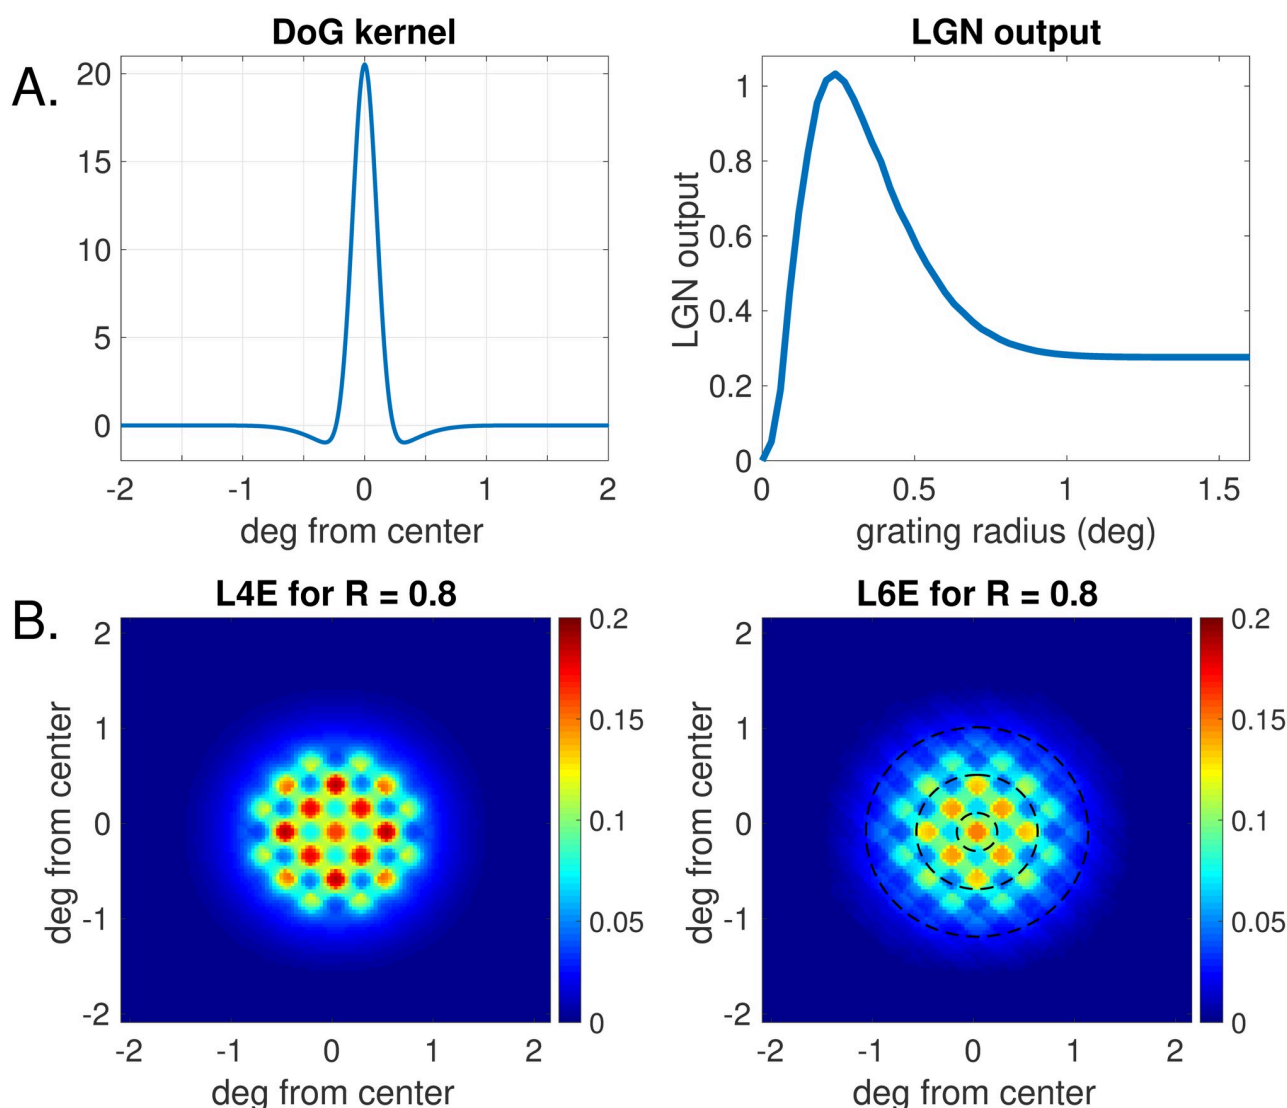 DoG kernel
LGN output
A.
20
15
10
5
0
-2 -1 0 1 2
deg from center
LGN output
1
0.8
0.6
0.4
0.2
0
0 0.5 1 1.5
grating radius (deg)
L4E for R = 0.8
L6E for R = 0.8
B.
deg from center
2
1
0
-1
-2
-2 -1 0 1 2
deg from center
0.2
0.15
0.1
0.05
0
deg from center
2
1
0
-1
-2
-2 -1 0 1 2
deg from center
0.2
0.15
0.1
0.05
0